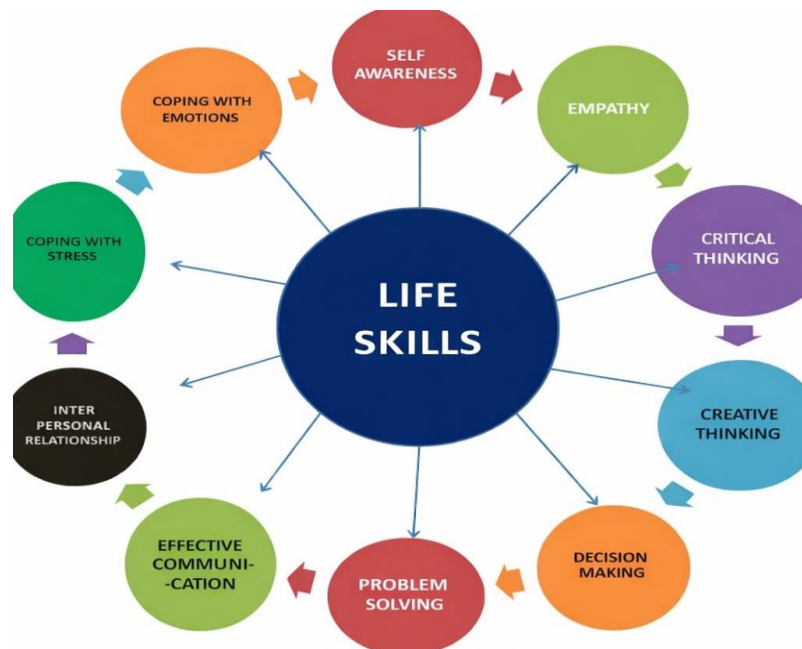 SELF
AWARENESS
EMPATHY
CRITICAL
THINKING
CREATIVE
THINKING
DECISION
MAKING
PROBLEM
SOLVING
EFFECTIVE
COMMUNI-
-CATION
INTER
PERSONAL
RELATIONSHIP
COPING WITH
STRESS
COPING WITH
EMOTIONS
LIFE
SKILLS